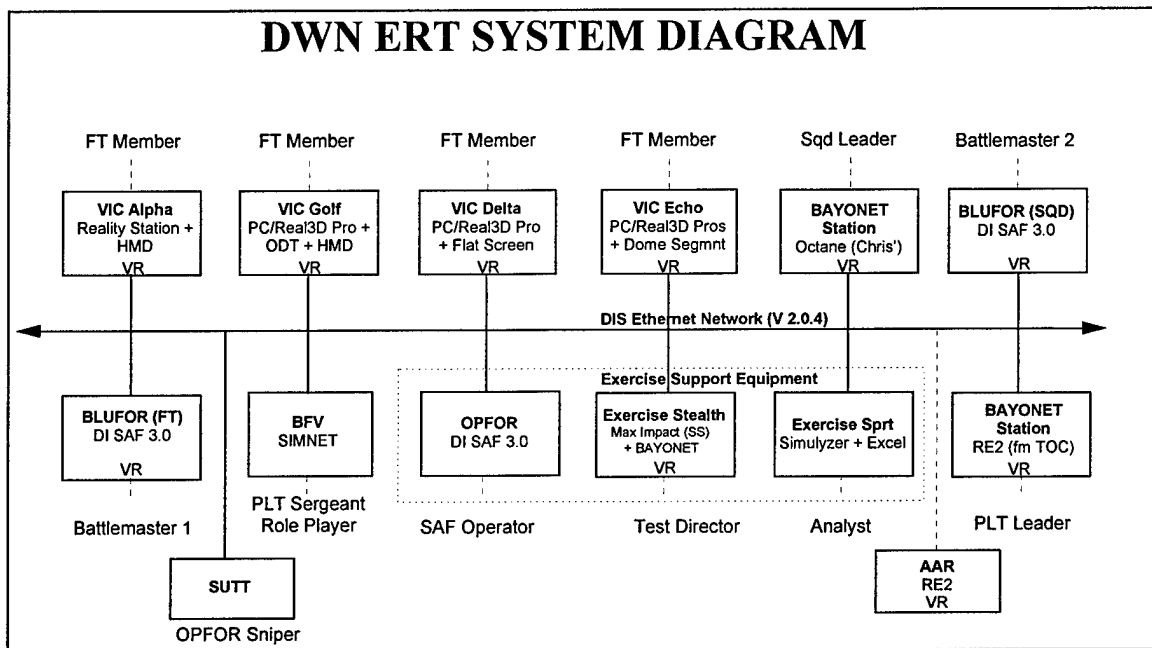 DWN ERT SYSTEM DIAGRAM
FT Member
FT Member
FT Member
FT Member
Sqd Leader
Battlemaster 2
VIC Alpha
Reality Station +
HMD
VR
VIC Golf
PC/Real3D Pro +
ODT + HMD
VR
VIC Delta
PC/Real3D Pro
+ Flat Screen
VR
VIC Echo
PC/Real3D Pros
+ Dome Segmnt
VR
BAYONET
Station
Octane (Chris')
VR
BLUFOR (SQD)
DI SAF 3.0
VR
DIS Ethernet Network (V 2.0.4)
Exercise Support Equipment
BLUFOR (FT)
DI SAF 3.0
VR
BFV
SIMNET
OPFOR
DI SAF 3.0
Exercise Stealth
Max Impact (SS)
+ BAYONET
VR
Exercise Sprt
Simulyzer + Excel
BAYONET
Station
RE2 (fm TOC)
VR
Battlemaster 1
PLT Sergeant
Role Player
SAF Operator
Test Director
Analyst
PLT Leader
SUTT
OPFOR Sniper
AAR
RE2
VR